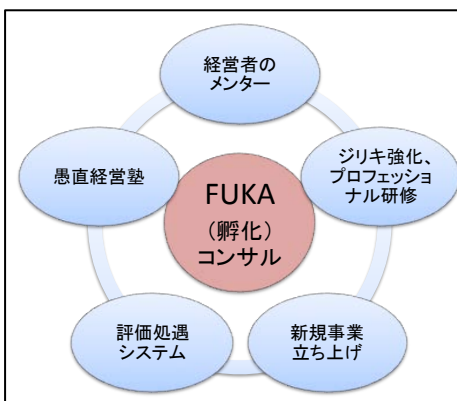 経営者の
メンター
ジリキ強化、
プロフェッショ
ナル研修
愚直経営塾
FUKA
(孵化)
コンサル
評価処遇
システム
新規事業
立ち上げ